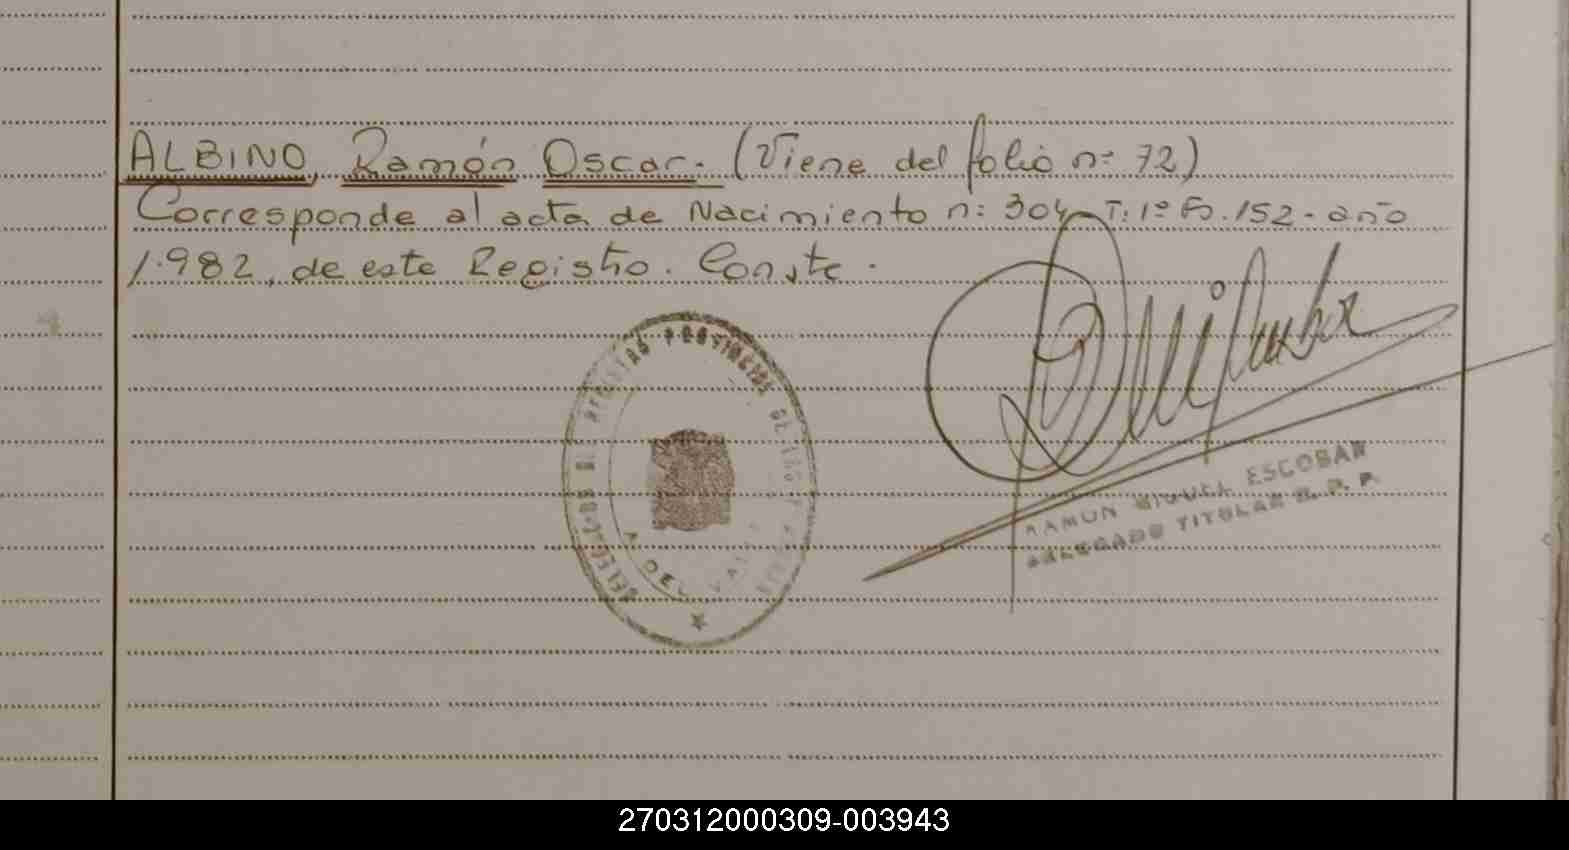 ALBINO, Ramón Oscar. (Viene del folio n: 72)
Corresponde al acta de Nacimiento n: 304 T: 1º Fo. 152. año
1.982, de este Registro. Conste.
RAMON MIGUEL ESCOBAR
DELEGADO TITULAR R. P. P.
270312000309-003943